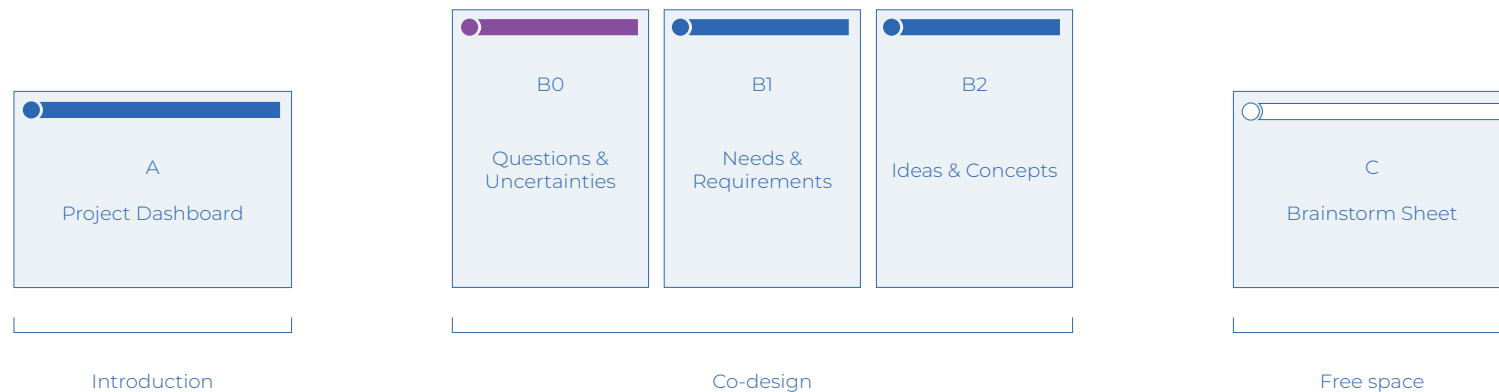 A
Project Dashboard
Introduction
B0
Questions &
Uncertainties
B1
Needs &
Requirements
B2
Ideas & Concepts
Co-design
C
Brainstorm Sheet
Free space